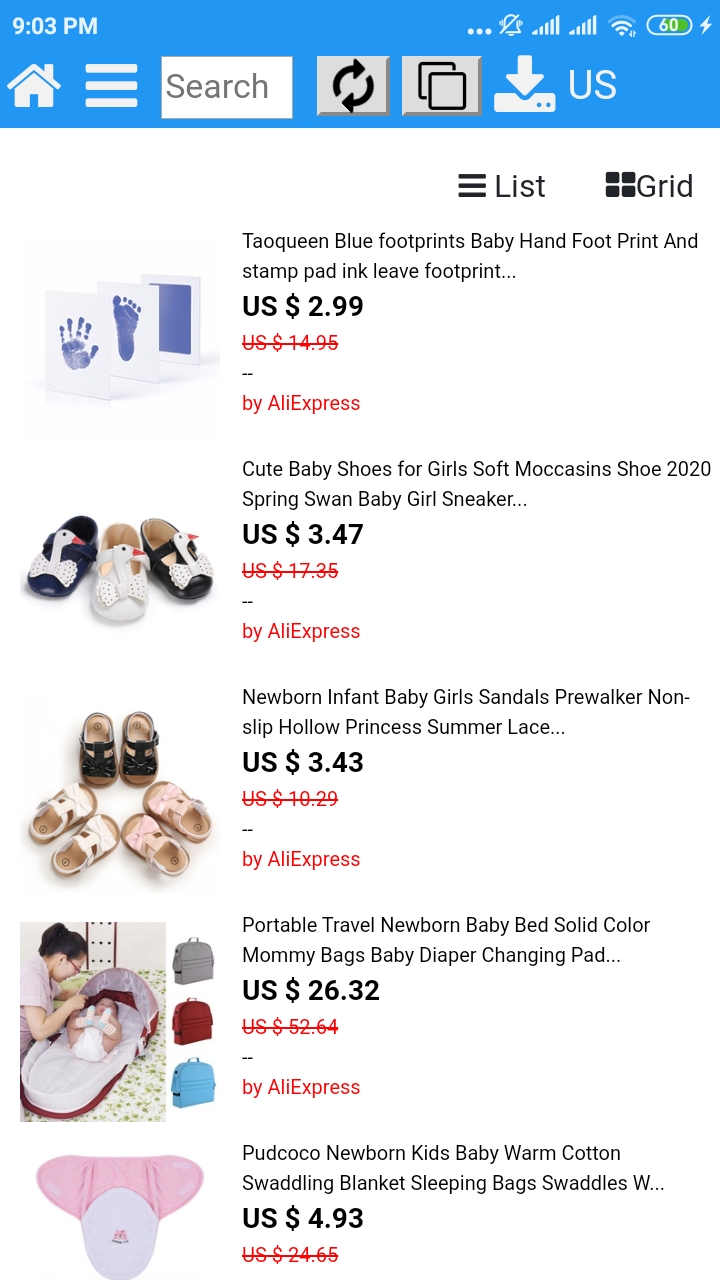 9:03 PM
60
Search
US
List
Grid
Taoqueen Blue footprints Baby Hand Foot Print And
stamp pad ink leave footprint...
US $ 2.99
US $ 14.95
--
by AliExpress
Cute Baby Shoes for Girls Soft Moccasins Shoe 2020
Spring Swan Baby Girl Sneaker...
US $ 3.47
US $ 17.35
--
by AliExpress
Newborn Infant Baby Girls Sandals Prewalker Non-
slip Hollow Princess Summer Lace...
US $ 3.43
US $ 10.29
--
by AliExpress
Portable Travel Newborn Baby Bed Solid Color
Mommy Bags Baby Diaper Changing Pad...
US $ 26.32
US $ 52.64
--
by AliExpress
Pudcoco Newborn Kids Baby Warm Cotton
Swaddling Blanket Sleeping Bags Swaddles W...
US $ 4.93
US $ 24.65